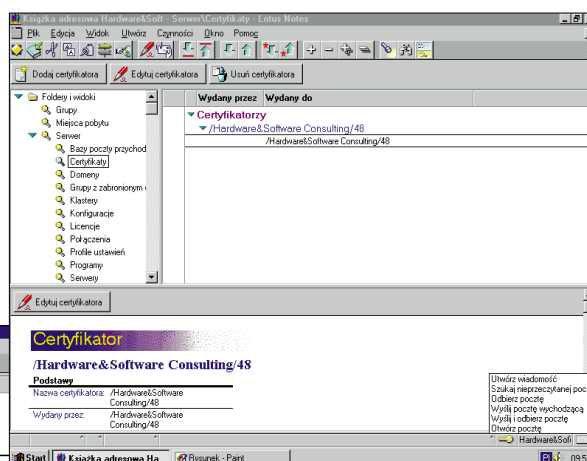 Książka adresowa Hardware&Soft - Serwer\Certyfikaty - Lotus Notes
Plik Edycja Widok Utwórz Czynności Okno Pomoc
Dodaj certyfikatora Edytuj certyfikatora Usuń certyfikatora
Foldery i widoki
Grupy
Miejsca pobytu
Serwer
Bazy poczty przychod
Certyfikaty
Domeny
Grupy z zabronionym
Klastery
Konfiguracje
Licencje
Połączenia
Profile ustawień
Programy
Serwery
Wydany przez Wydany do
Certyfikatorzy
/Hardware&Software Consulting/48
/Hardware&Software Consulting/48
Edytuj certyfikatora
Certyfikator
/Hardware&Software Consulting/48
Podstawy
Nazwa certyfikatora: /Hardware&Software
Consulting/48
Wydany przez: /Hardware&Software
Consulting/48
Utwórz wiadomość
Szukaj nieprzeczytanej poc
Odbierz pocztę
Wyślij pocztę wychodzącą
Wyślij i odbierz pocztę
Otwórz pocztę
Hardware&Sofi
Start Książka adresowa Ha... Rysunek - Paint PL 09:5